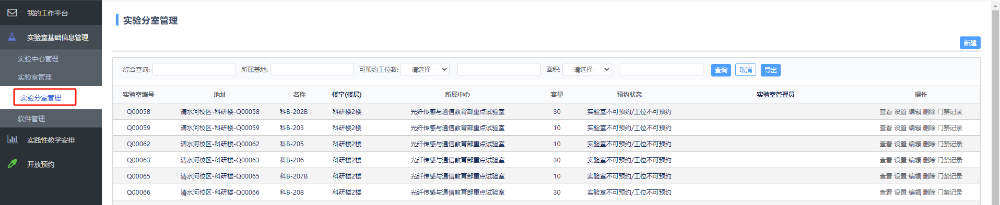 我的工作平台
实验室基础信息管理
实验中心管理
实验室管理
实验分室管理
软件管理
实践性教学安排
开放预约
实验分室管理
新建
综合查询: 所属基地: 可预约工位数: --请选择-- 面积: --请选择-- 查询 取消 导出
实验室编号 地址 名称 楼宇(楼层) 所属中心 容量 预约状态 实验室管理员 操作
Q00058 清水河校区-科研楼-Q00058 科B-202B 科研楼2楼 光纤传感与通信教育部重点试验室 30 实验室不可预约/工位不可预约 查看 设置 编辑 删除 门禁记录
Q00059 清水河校区-科研楼-Q00059 科B-203 科研楼2楼 光纤传感与通信教育部重点试验室 10 实验室不可预约/工位不可预约 查看 设置 编辑 删除 门禁记录
Q00062 清水河校区-科研楼-Q00062 科B-205 科研楼2楼 光纤传感与通信教育部重点试验室 10 实验室不可预约/工位不可预约 查看 设置 编辑 删除 门禁记录
Q00063 清水河校区-科研楼-Q00063 科B-206 科研楼2楼 光纤传感与通信教育部重点试验室 30 实验室不可预约/工位不可预约 查看 设置 编辑 删除 门禁记录
Q00065 清水河校区-科研楼-Q00065 科B-207B 科研楼2楼 光纤传感与通信教育部重点试验室 10 实验室不可预约/工位不可预约 查看 设置 编辑 删除 门禁记录
Q00066 清水河校区-科研楼-Q00066 科B-208 科研楼2楼 光纤传感与通信教育部重点试验室 30 实验室不可预约/工位不可预约 查看 设置 编辑 删除 门禁记录